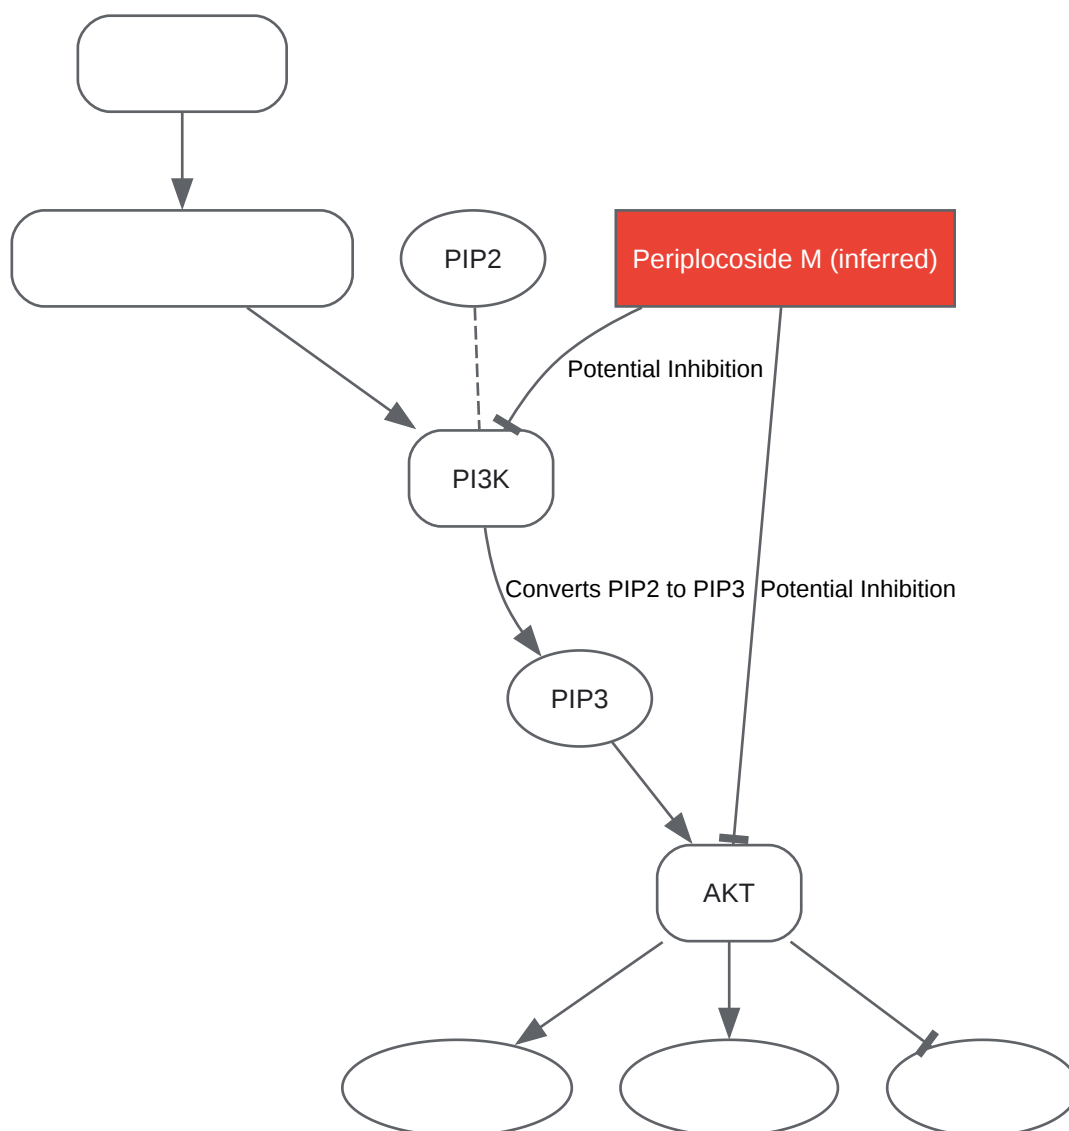 PIP2
Periplocoside M (inferred)
Potential Inhibition
PI3K
Converts PIP2 to PIP3
Potential Inhibition
PIP3
AKT